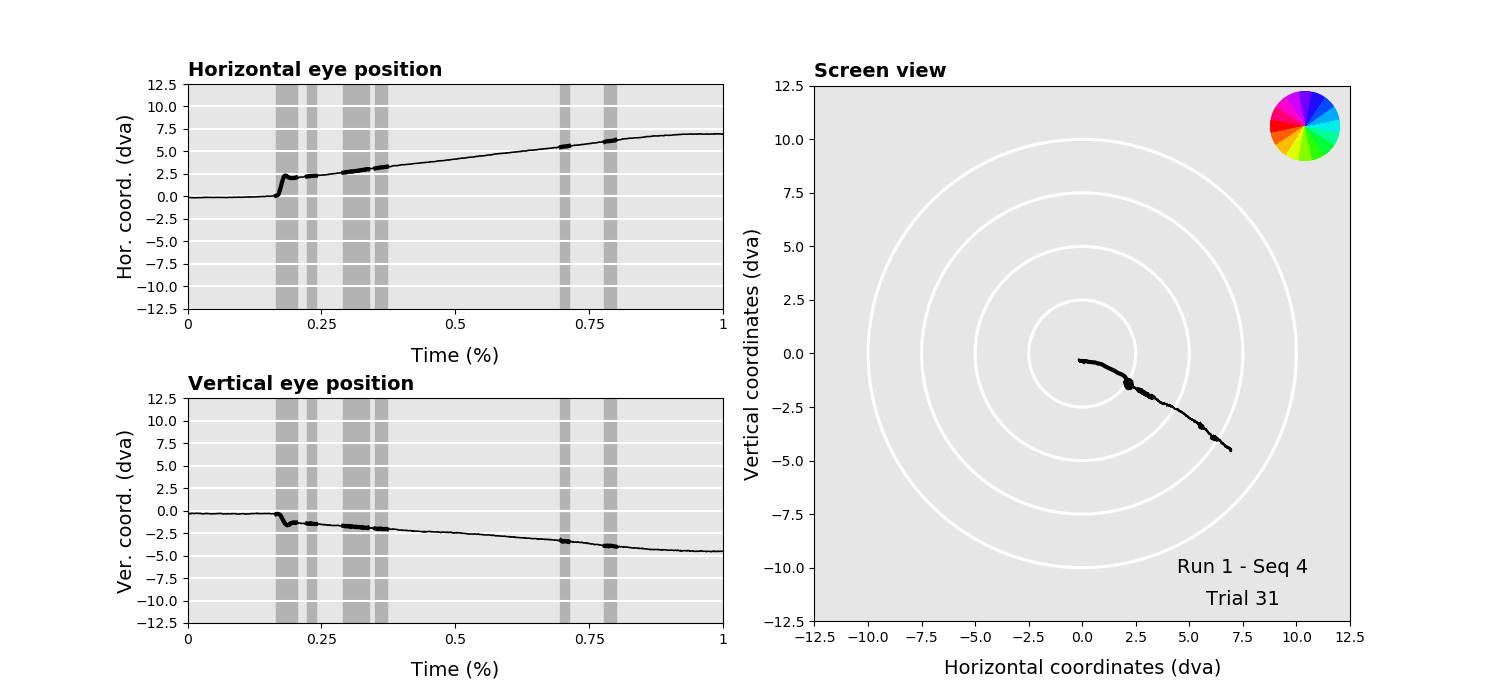 Horizontal eye position
Hor. coord. (dva)
12.5
10.0
7.5
5.0
2.5
0.0
−2.5
−5.0
−7.5
−10.0
−12.5
0 0.25 0.5 0.75 1
Time (%)
Vertical eye position
Ver. coord. (dva)
12.5
10.0
7.5
5.0
2.5
0.0
−2.5
−5.0
−7.5
−10.0
−12.5
0 0.25 0.5 0.75 1
Time (%)
Screen view
Vertical coordinates (dva)
12.5
10.0
7.5
5.0
2.5
0.0
−2.5
−5.0
−7.5
−10.0
−12.5
Run 1 - Seq 4
Trial 31
−12.5 −10.0 −7.5 −5.0 −2.5 0.0 2.5 5.0 7.5 10.0 12.5
Horizontal coordinates (dva)